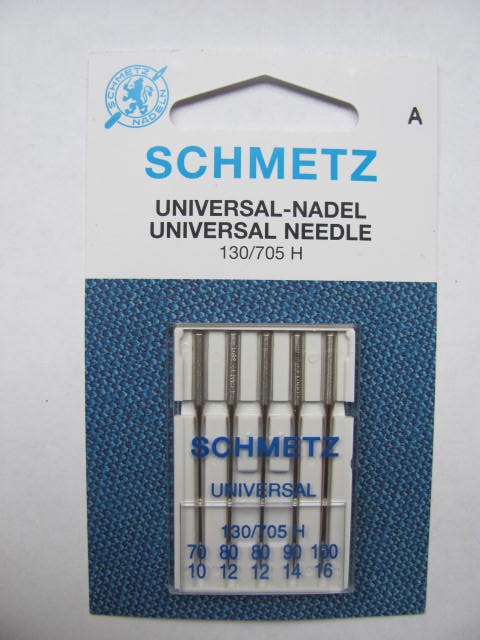 SCHMETZ
NADELN
A
SCHMETZ
UNIVERSAL-NADEL
UNIVERSAL NEEDLE
130/705 H
SCHMETZ
UNIVERSAL
130/705 H
70 80 80 90 100
10 12 12 14 16